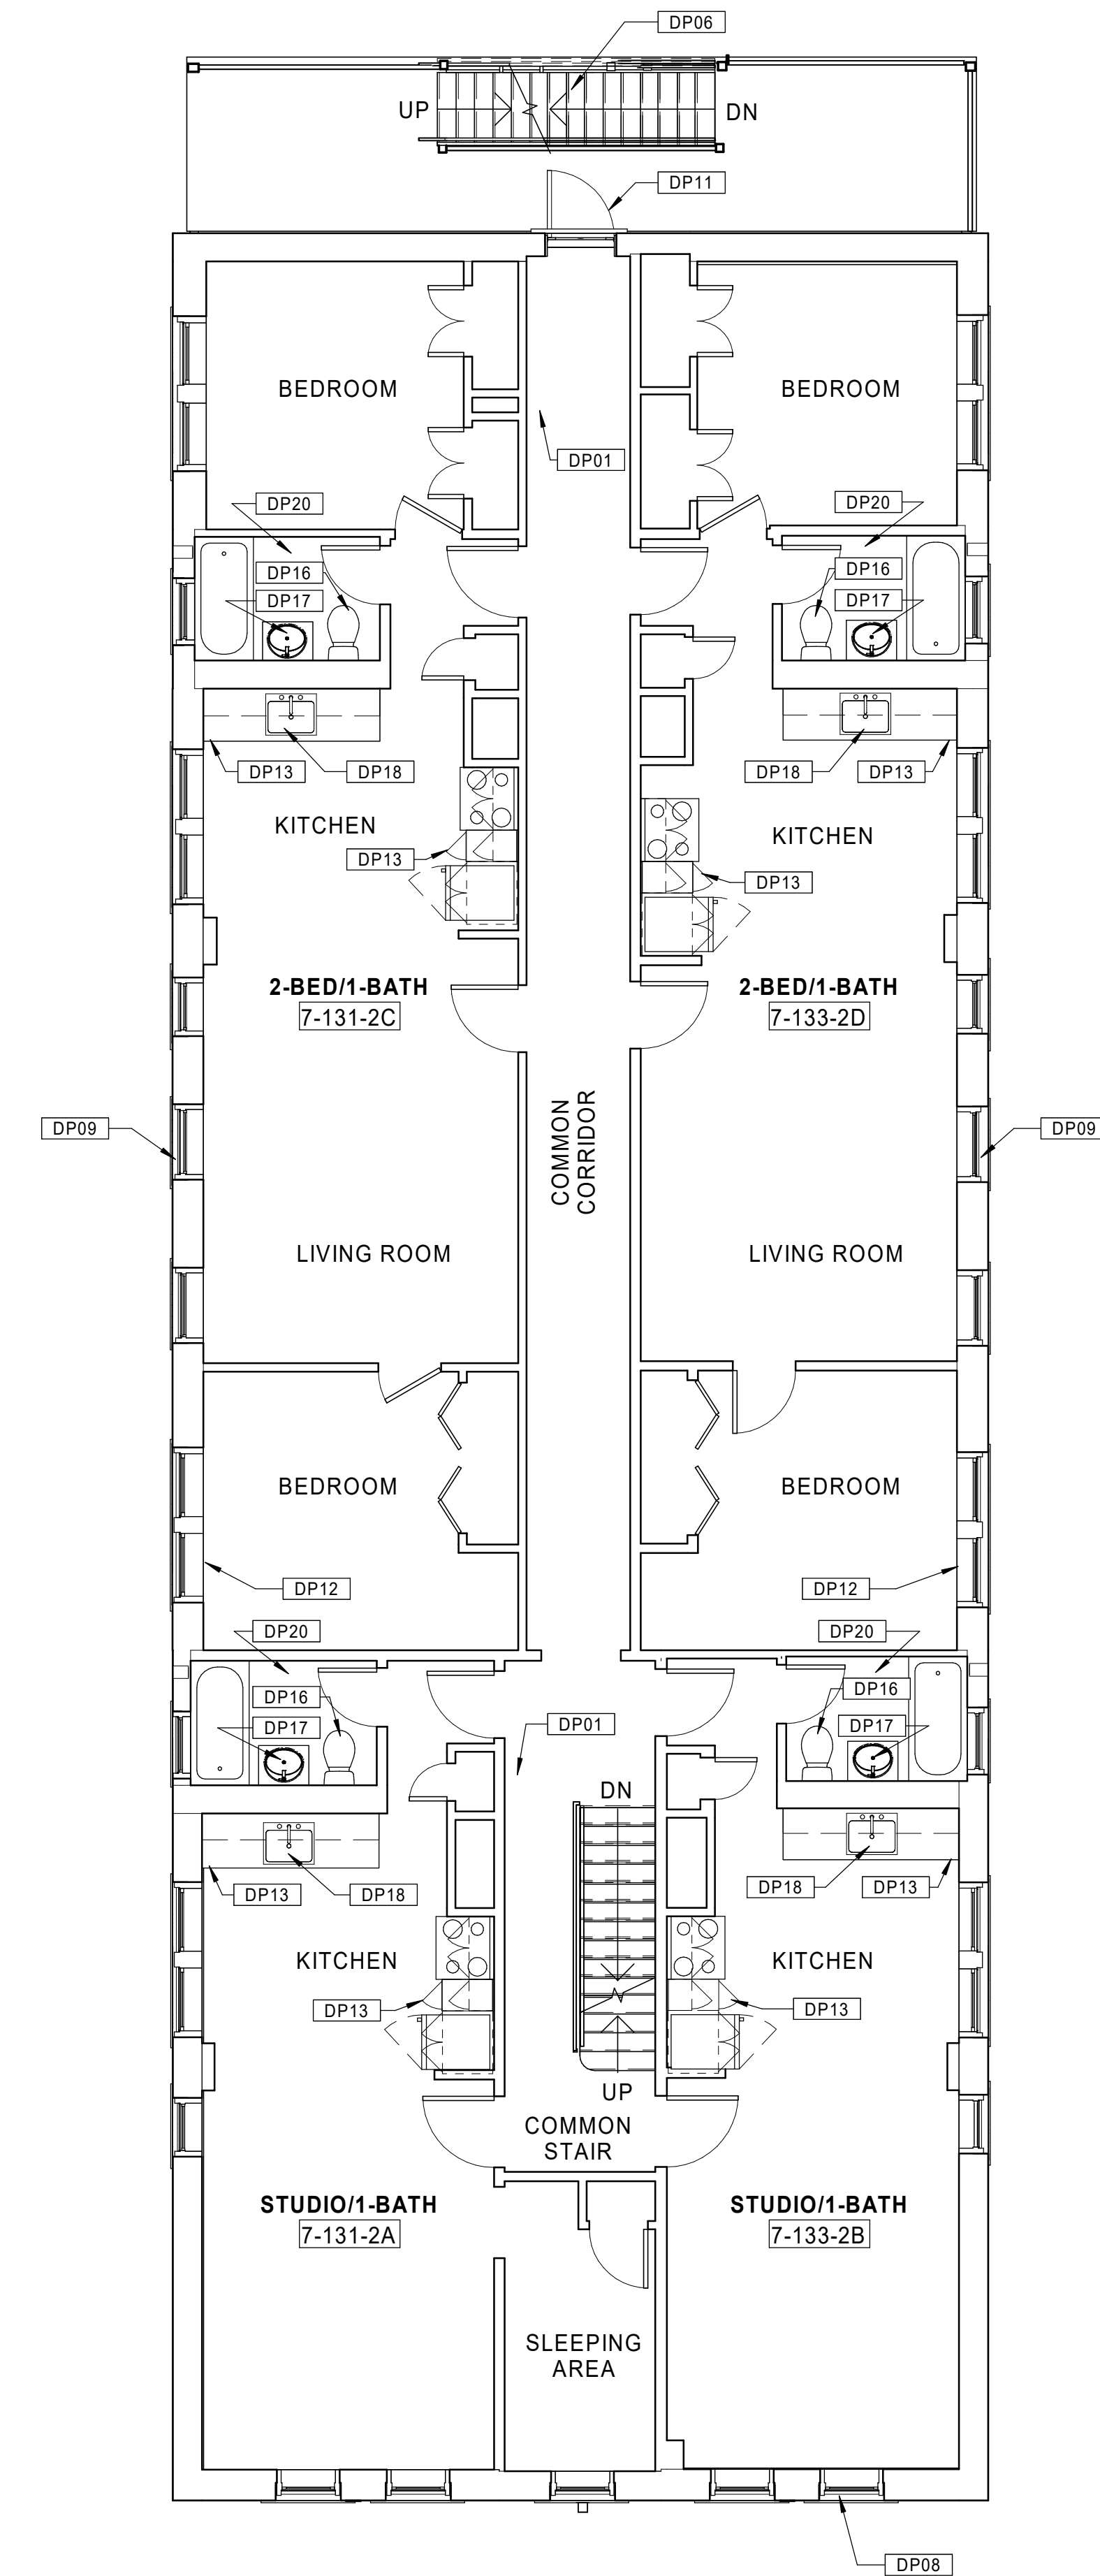 DP06
UP
DN
DP11
BEDROOM
BEDROOM
DP01
DP20
DP20
DP16
DP16
DP17
DP17
DP13
DP18
DP18
DP13
KITCHEN
KITCHEN
DP13
DP13
2-BED/1-BATH
7-131-2C
2-BED/1-BATH
7-133-2D
COMMON
CORRIDOR
DP09
DP09
LIVING ROOM
LIVING ROOM
BEDROOM
BEDROOM
DP12
DP12
DP20
DP20
DP16
DP16
DP17
DP17
DP01
DN
DP13
DP18
DP18
DP13
KITCHEN
KITCHEN
DP13
DP13
UP
COMMON
STAIR
STUDIO/1-BATH
7-131-2A
STUDIO/1-BATH
7-133-2B
SLEEPING
AREA
DP08